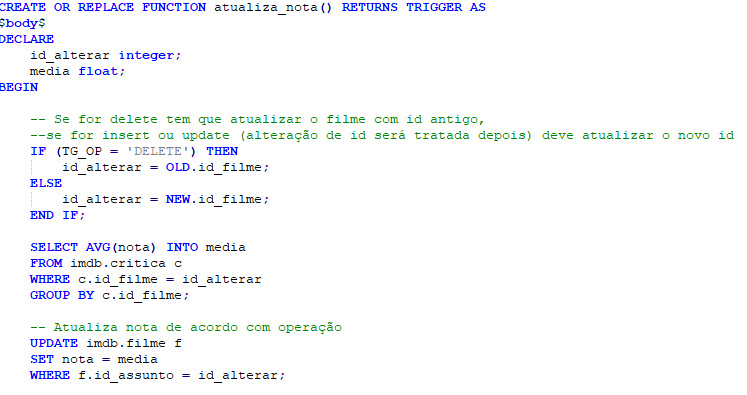 CREATE OR REPLACE FUNCTION atualiza_nota() RETURNS TRIGGER AS
$body$
DECLARE
id_alterar integer;
media float;
BEGIN
-- Se for delete tem que atualizar o filme com id antigo,
--se for insert ou update (alteração de id será tratada depois) deve atualizar o novo id
IF (TG_OP = 'DELETE') THEN
id_alterar = OLD.id_filme;
ELSE
id_alterar = NEW.id_filme;
END IF;
SELECT AVG(nota) INTO media
FROM imdb.critica c
WHERE c.id_filme = id_alterar
GROUP BY c.id_filme;
-- Atualiza nota de acordo com operação
UPDATE imdb.filme f
SET nota = media
WHERE f.id_assunto = id_alterar;